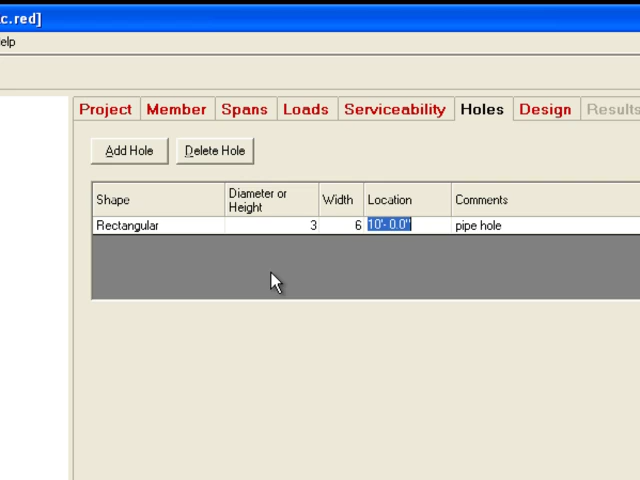 c.red]
elp
Project Member Spans Loads Serviceability Holes Design Results
Add Hole Delete Hole
Shape Diameter or Height Width Location Comments
Rectangular 3 6 10'- 0.0" pipe hole